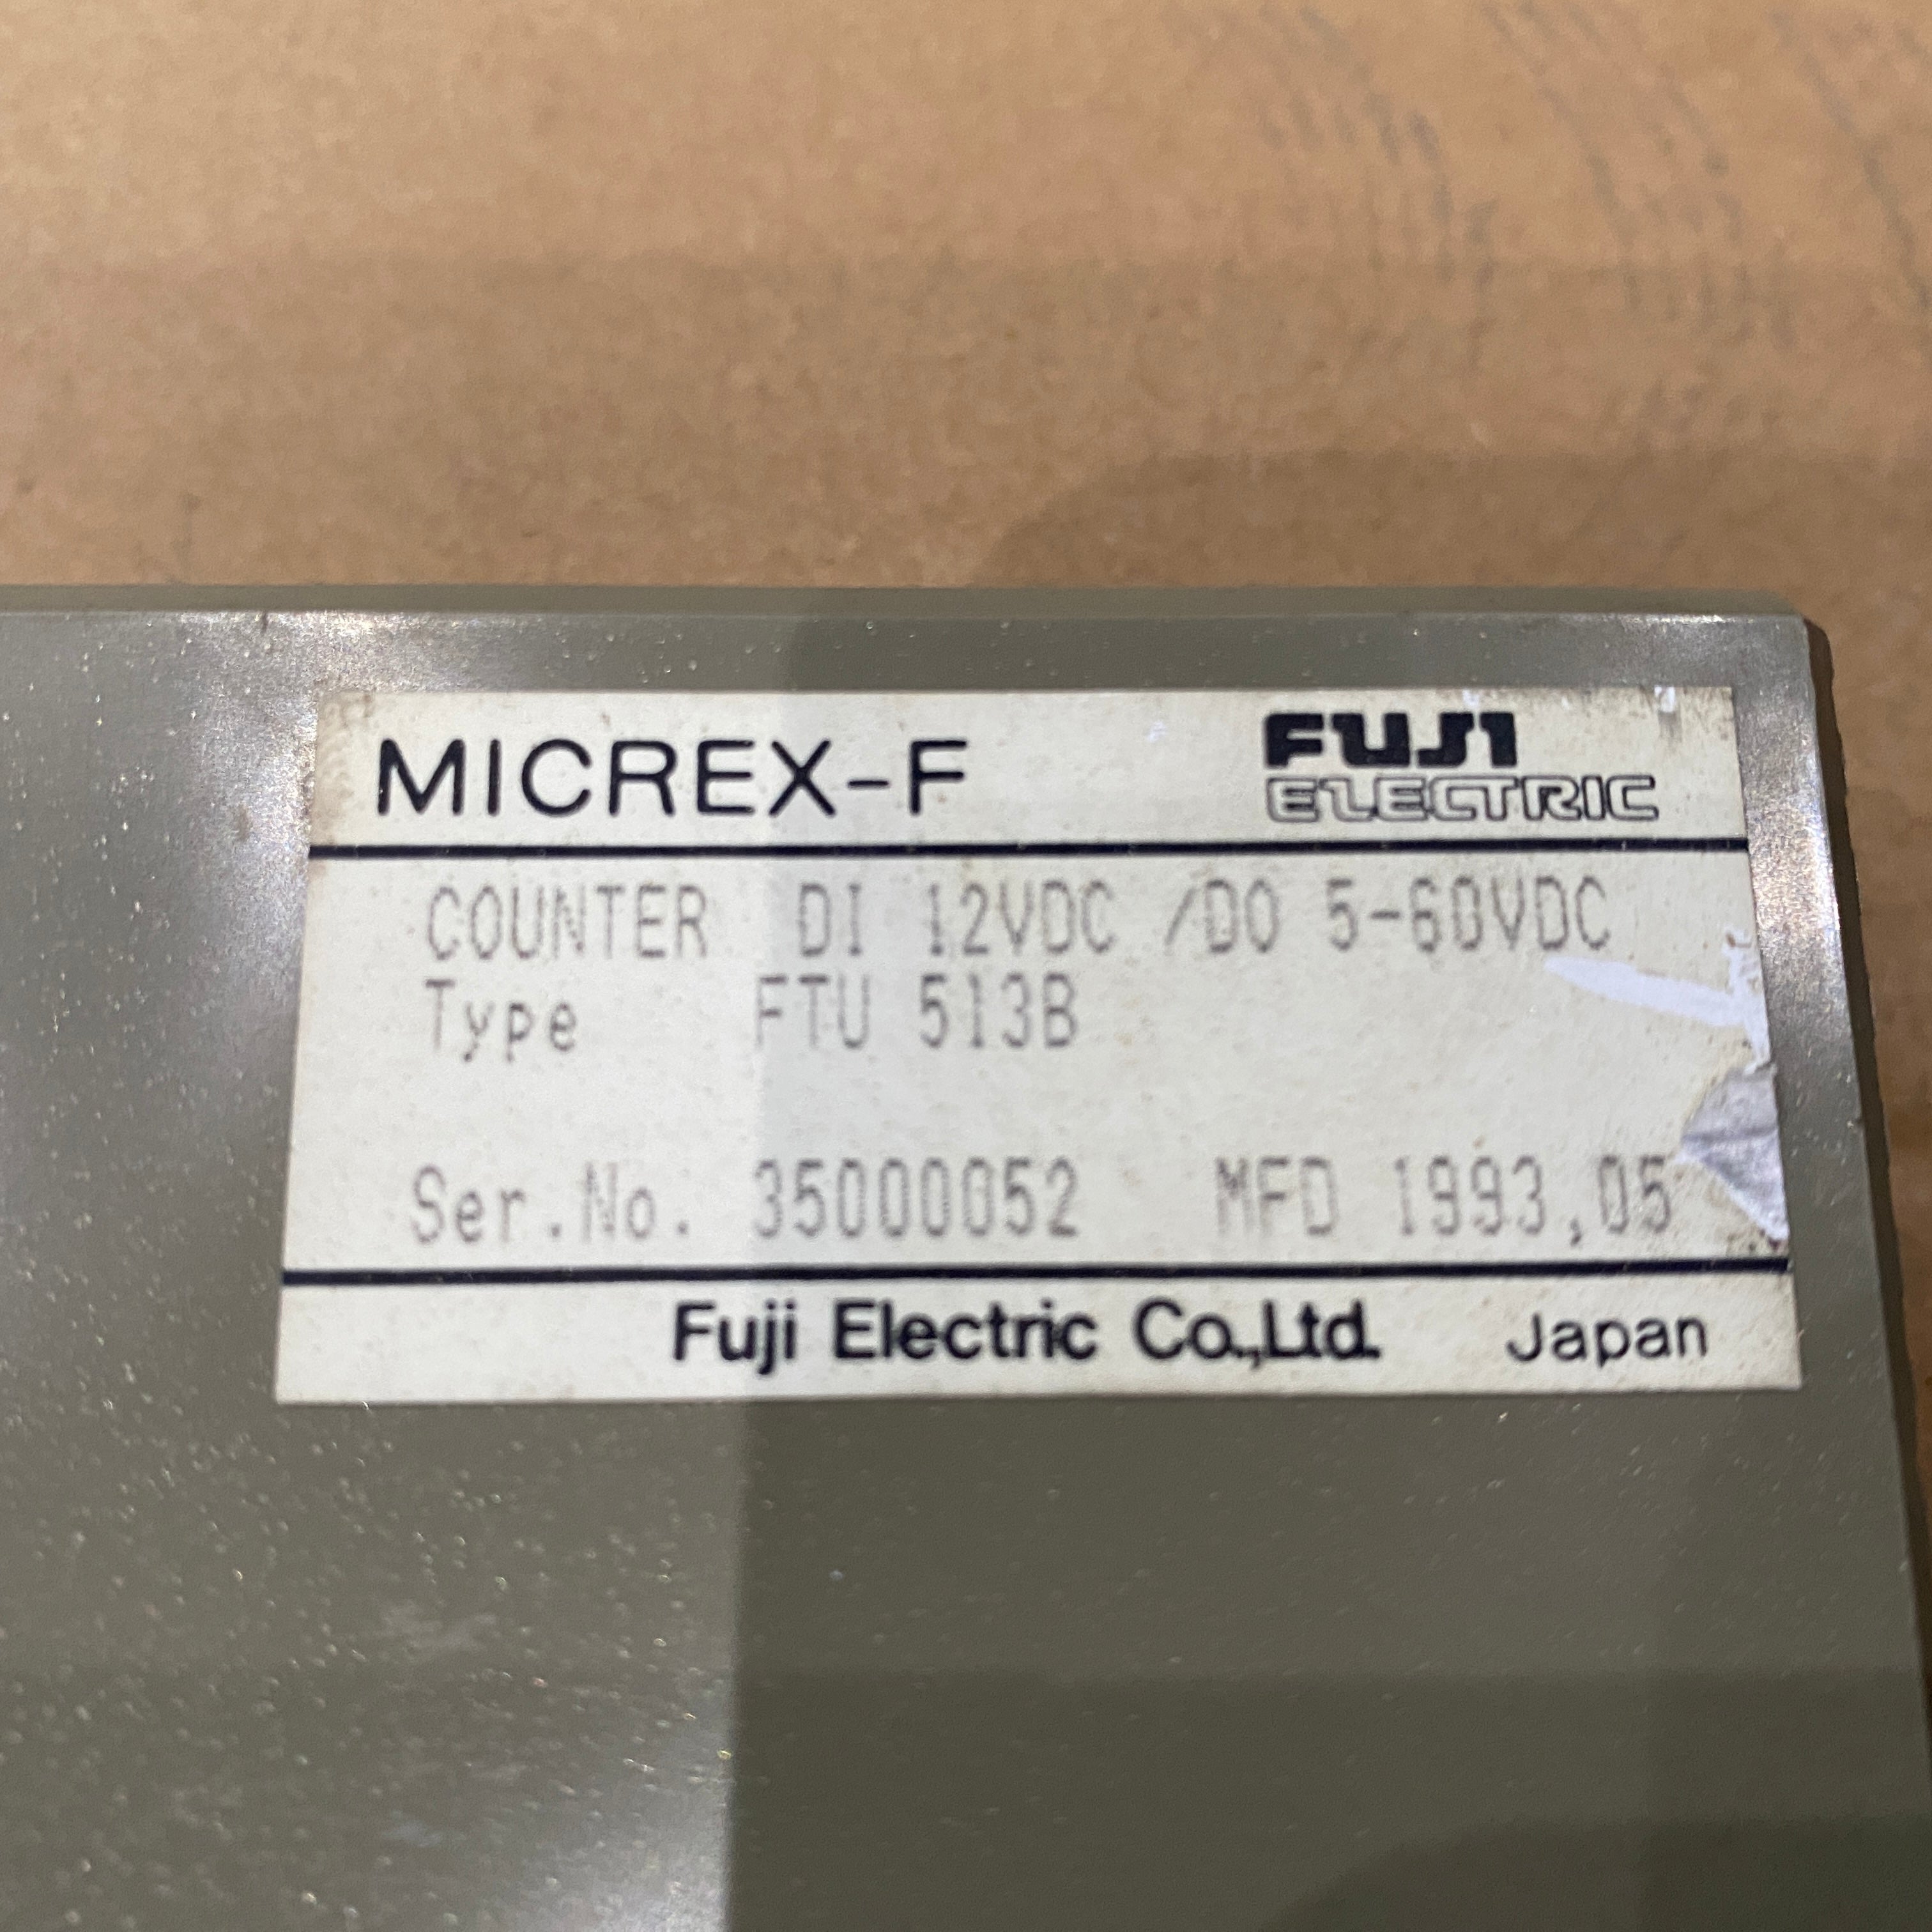 MICREX-F FUJI ELECTRIC
COUNTER DI 12VDC /DO 5-60VDC
Type FTU 513B
Ser.No. 35000052 MFD 1993,05
Fuji Electric Co.,Ltd. Japan